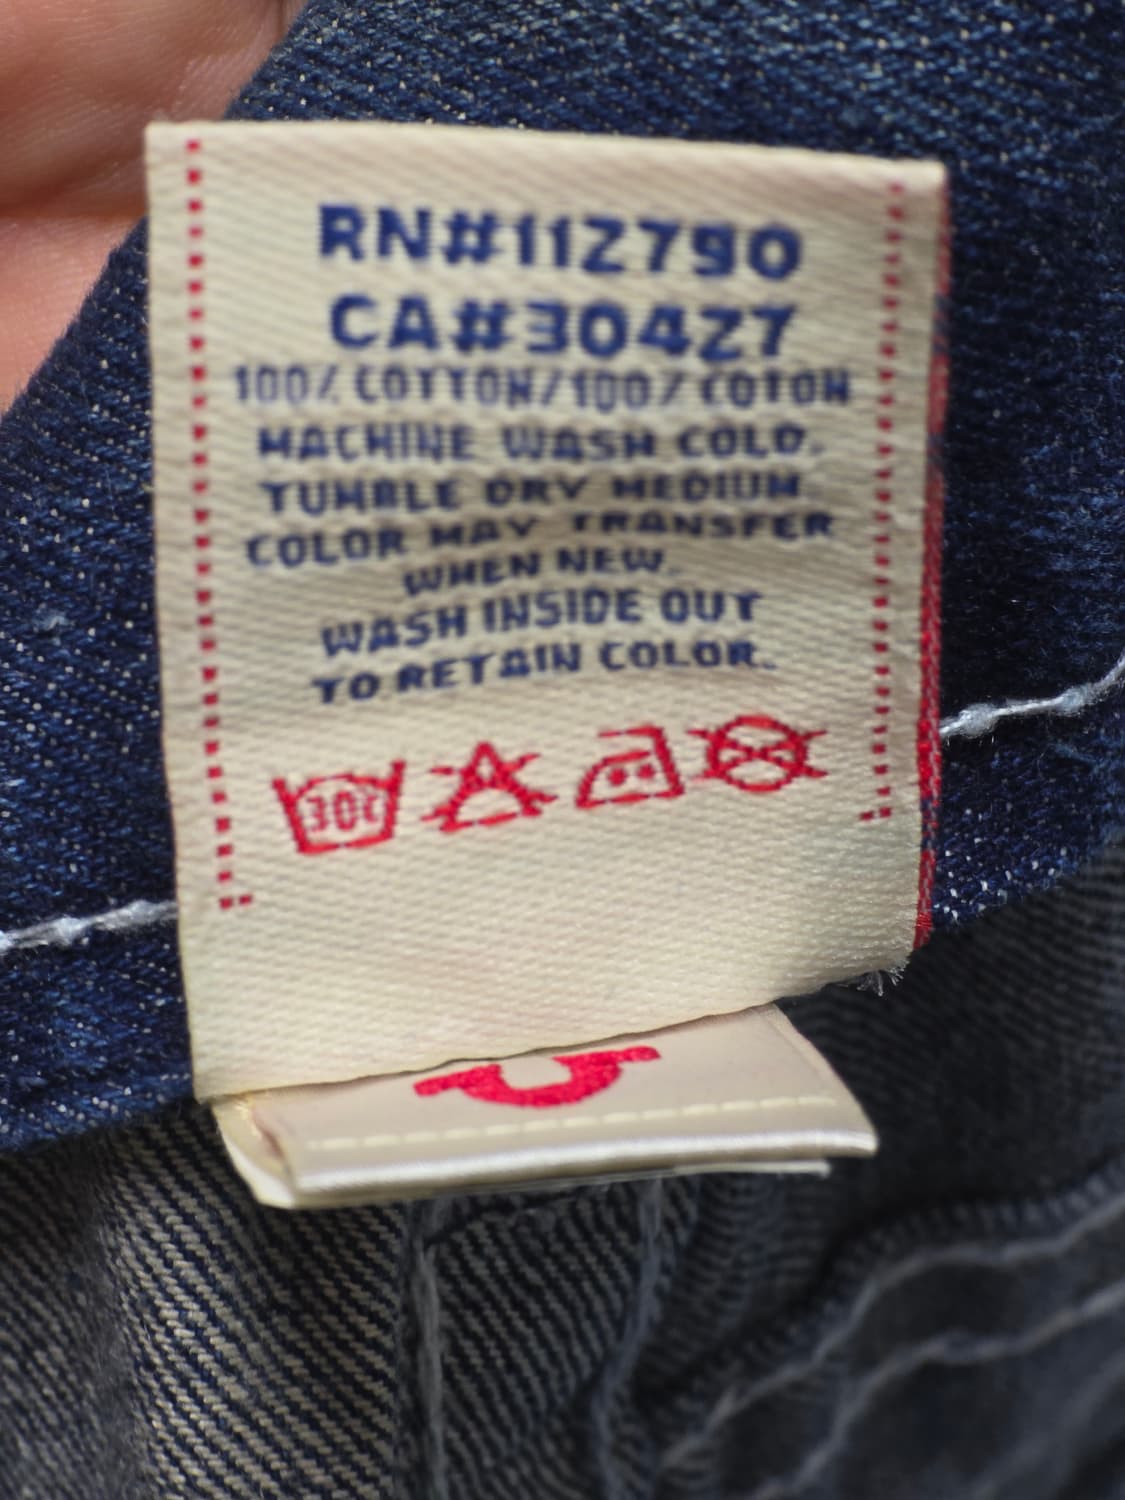 RN#112790
CA#30427
100% COTTON/100% COTON
MACHINE WASH COLD.
TUMBLE DRY MEDIUM.
COLOR MAY TRANSFER
WHEN NEW.
WASH INSIDE OUT
TO RETAIN COLOR.
30c